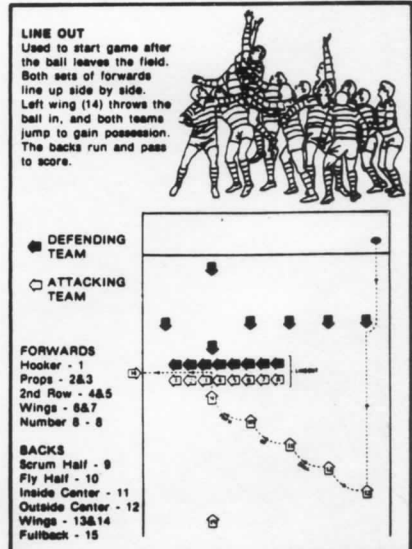 LINE OUT
Used to start game after
the ball leaves the field.
Both sets of forwards
line up side by side.
Left wing (14) throws the
ball in, and both teams
jump to gain possession.
The backs run and pass
to score.
DEFENDING
TEAM
ATTACKING
TEAM
FORWARDS
Hooker - 1
Props - 2&3
2nd Row - 4&5
Wings - 6&7
Number 8 - 8
BACKS
Scrum Half - 9
Fly Half - 10
Inside Center - 11
Outside Center - 12
Wings - 13&14
Fullback - 15